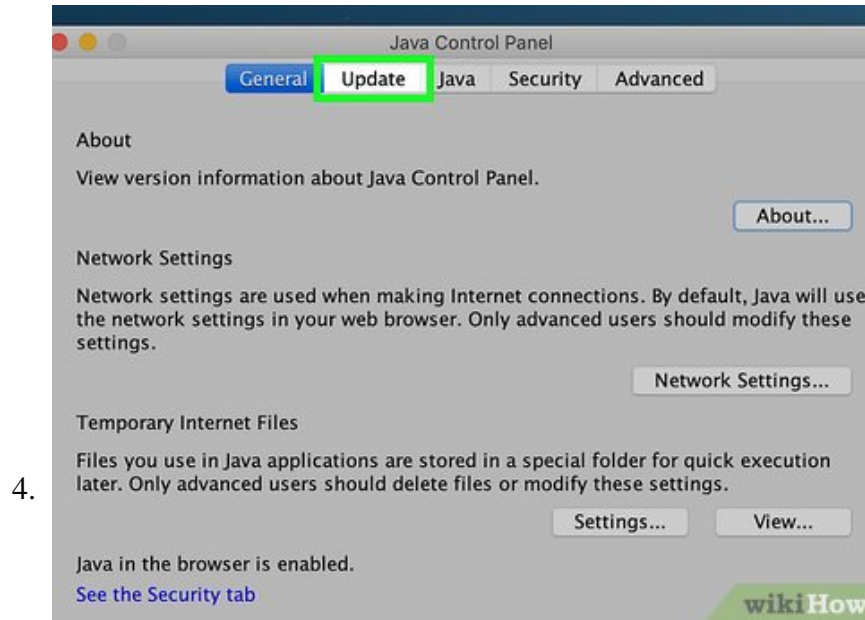 Java Control Panel
General Update Java Security Advanced
About
View version information about Java Control Panel.
About...
Network Settings
Network settings are used when making Internet connections. By default, Java will use
the network settings in your web browser. Only advanced users should modify these
settings.
Network Settings...
Temporary Internet Files
Files you use in Java applications are stored in a special folder for quick execution
4.
later. Only advanced users should delete files or modify these settings.
Settings... View...
Java in the browser is enabled.
See the Security tab
wikiHow